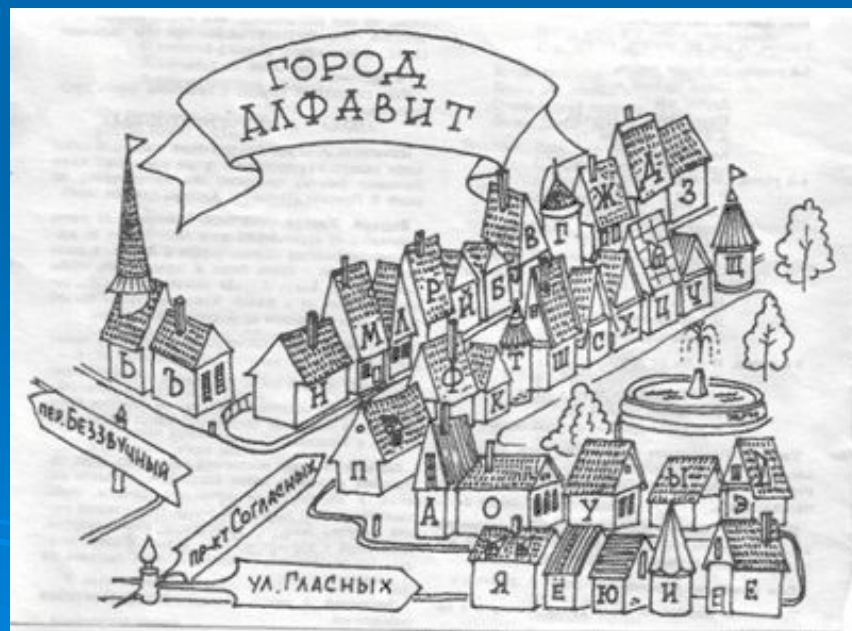 ГОРОД
АЛФАВИТ
Ь Ъ
Н М Л Р Й Б В Г Ж Д З
П Ф К Т Ш С Х Ц Ч Щ
пер. Беззвучный
пр-кт Согласных
ул. Гласных
А О У Ы Э
Я Ё Ю И Е